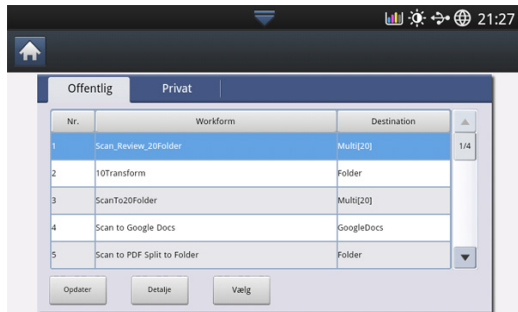 21:27
Offentlig Privat
Nr. Workform Destination
1 Scan_Review_20Folder Multi[20]
1/4
2 10Transform Folder
3 ScanTo20Folder Multi[20]
4 Scan to Google Docs GoogleDocs
5 Scan to PDF Split to Folder Folder
Opdater Detalje Vælg